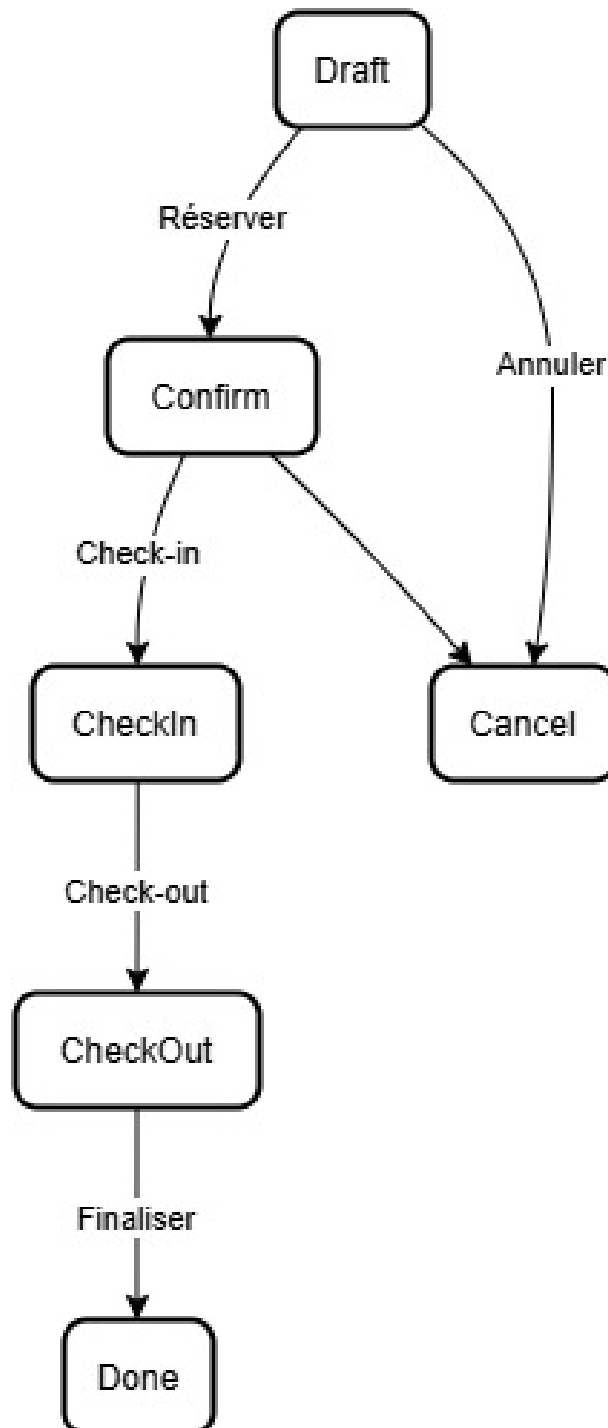 Draft
Réserver
Confirm
Annuler
Check-in
CheckIn
Cancel
Check-out
CheckOut
Finaliser
Done